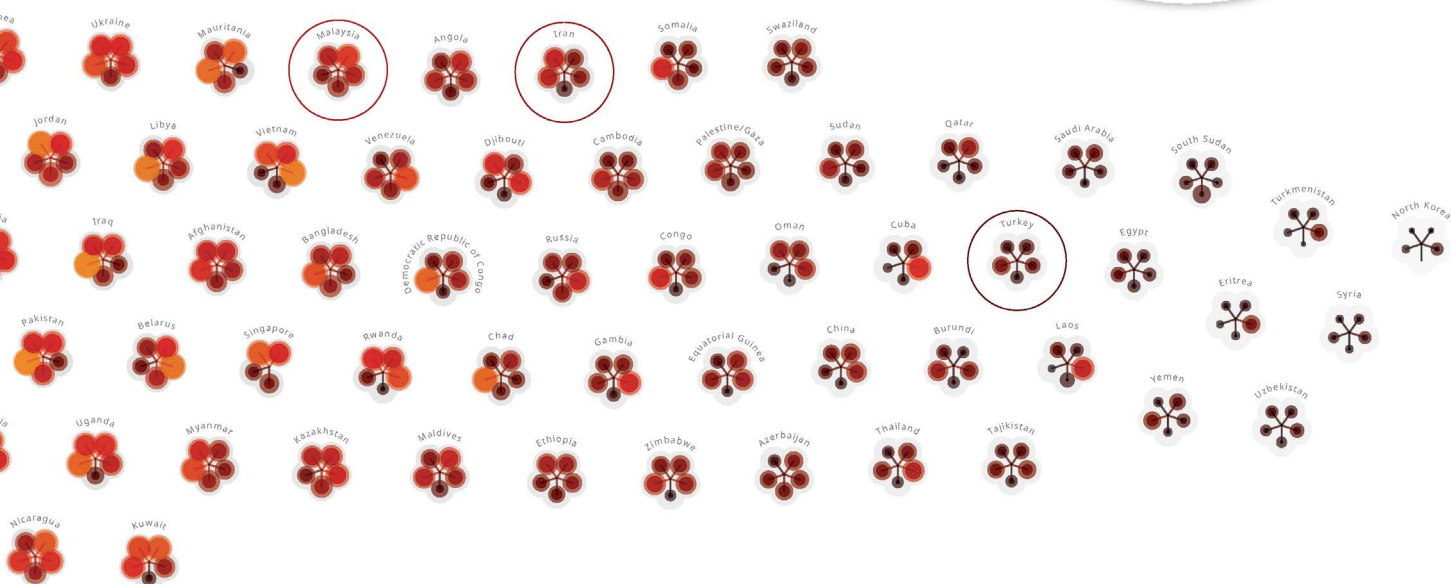 Ukraine
Mauritania
Malaysia
Angola
Iran
Somalia
Swaziland
Jordan
Libya
Vietnam
Venezuela
Djibouti
Cambodia
Palestine/Gaza
Sudan
Qatar
Saudi Arabia
South Sudan
Turkmenistan
North Korea
Iraq
Afghanistan
Bangladesh
Democratic Republic of Congo
Russia
Congo
Oman
Cuba
Turkey
Egypt
Eritrea
Syria
Pakistan
Belarus
Singapore
Rwanda
Chad
Gambia
Equatorial Guinea
China
Burundi
Laos
Yemen
Uzbekistan
Uganda
Myanmar
Kazakhstan
Maldives
Ethiopia
Zimbabwe
Azerbaijan
Thailand
Tajikistan
Nicaragua
Kuwait